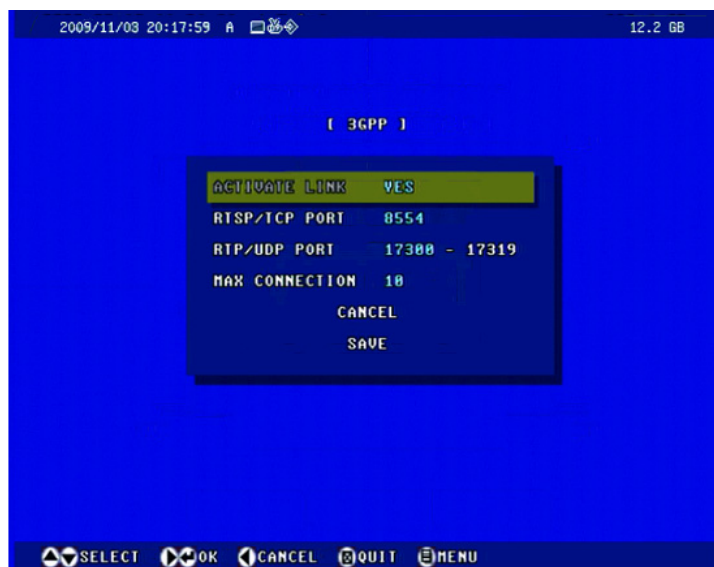 2009/11/03 20:17:59 A 12.2 GB
[ 3GPP ]
ACTIVATE LINK YES
RTSP/TCP PORT 8554
RTP/UDP PORT 17300 - 17319
MAX CONNECTION 10
CANCEL
SAVE
SELECT OK CANCEL QUIT MENU